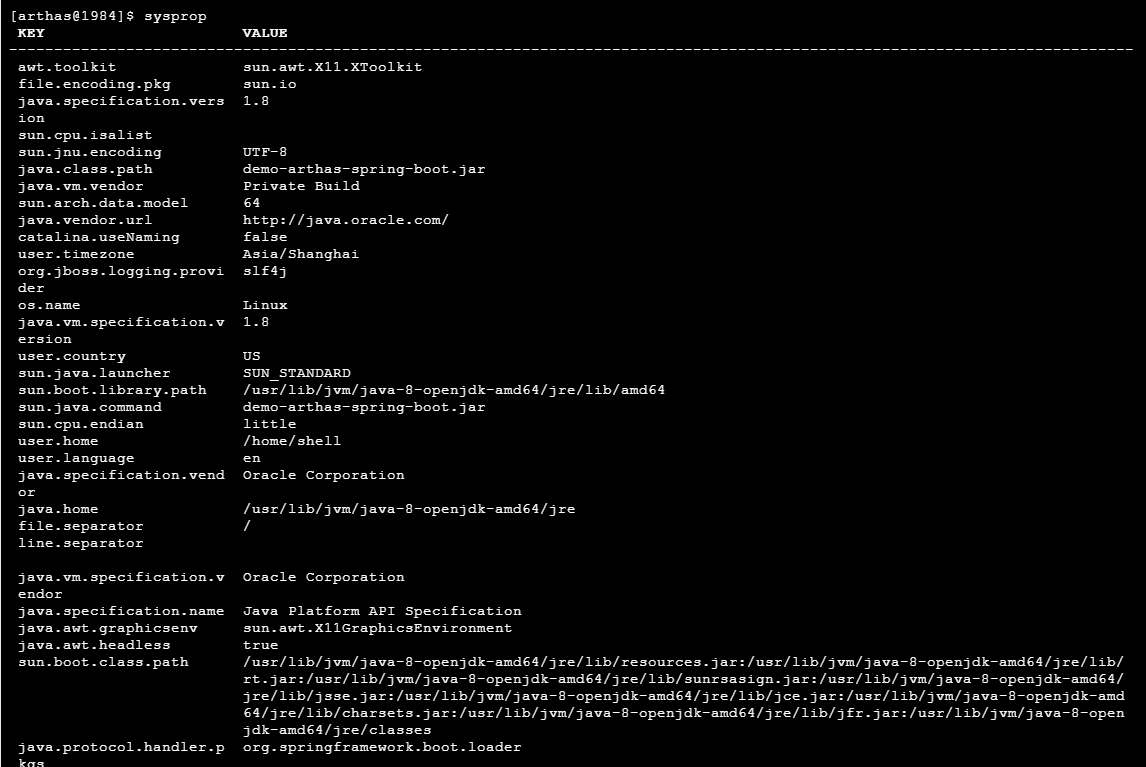 [arthas@1984]$ sysprop
KEY VALUE
awt.toolkit sun.awt.X11.XToolkit
file.encoding.pkg sun.io
java.specification.vers 1.8
ion
sun.cpu.isalist
sun.jnu.encoding UTF-8
java.class.path demo-arthas-spring-boot.jar
java.vm.vendor Private Build
sun.arch.data.model 64
java.vendor.url http://java.oracle.com/
catalina.useNaming false
user.timezone Asia/Shanghai
org.jboss.logging.provi slf4j
der
os.name Linux
java.vm.specification.v 1.8
ersion
user.country US
sun.java.launcher SUN_STANDARD
sun.boot.library.path /usr/lib/jvm/java-8-openjdk-amd64/jre/lib/amd64
sun.java.command demo-arthas-spring-boot.jar
sun.cpu.endian little
user.home /home/shell
user.language en
java.specification.vend Oracle Corporation
or
java.home /usr/lib/jvm/java-8-openjdk-amd64/jre
file.separator /
line.separator
java.vm.specification.v Oracle Corporation
endor
java.specification.name Java Platform API Specification
java.awt.graphicsenv sun.awt.X11GraphicsEnvironment
java.awt.headless true
sun.boot.class.path /usr/lib/jvm/java-8-openjdk-amd64/jre/lib/resources.jar:/usr/lib/jvm/java-8-openjdk-amd64/jre/lib/
rt.jar:/usr/lib/jvm/java-8-openjdk-amd64/jre/lib/sunrsasign.jar:/usr/lib/jvm/java-8-openjdk-amd64/
jre/lib/jsse.jar:/usr/lib/jvm/java-8-openjdk-amd64/jre/lib/jce.jar:/usr/lib/jvm/java-8-openjdk-amd
64/jre/lib/charsets.jar:/usr/lib/jvm/java-8-openjdk-amd64/jre/lib/jfr.jar:/usr/lib/jvm/java-8-open
jdk-amd64/jre/classes
java.protocol.handler.p org.springframework.boot.loader
kgs